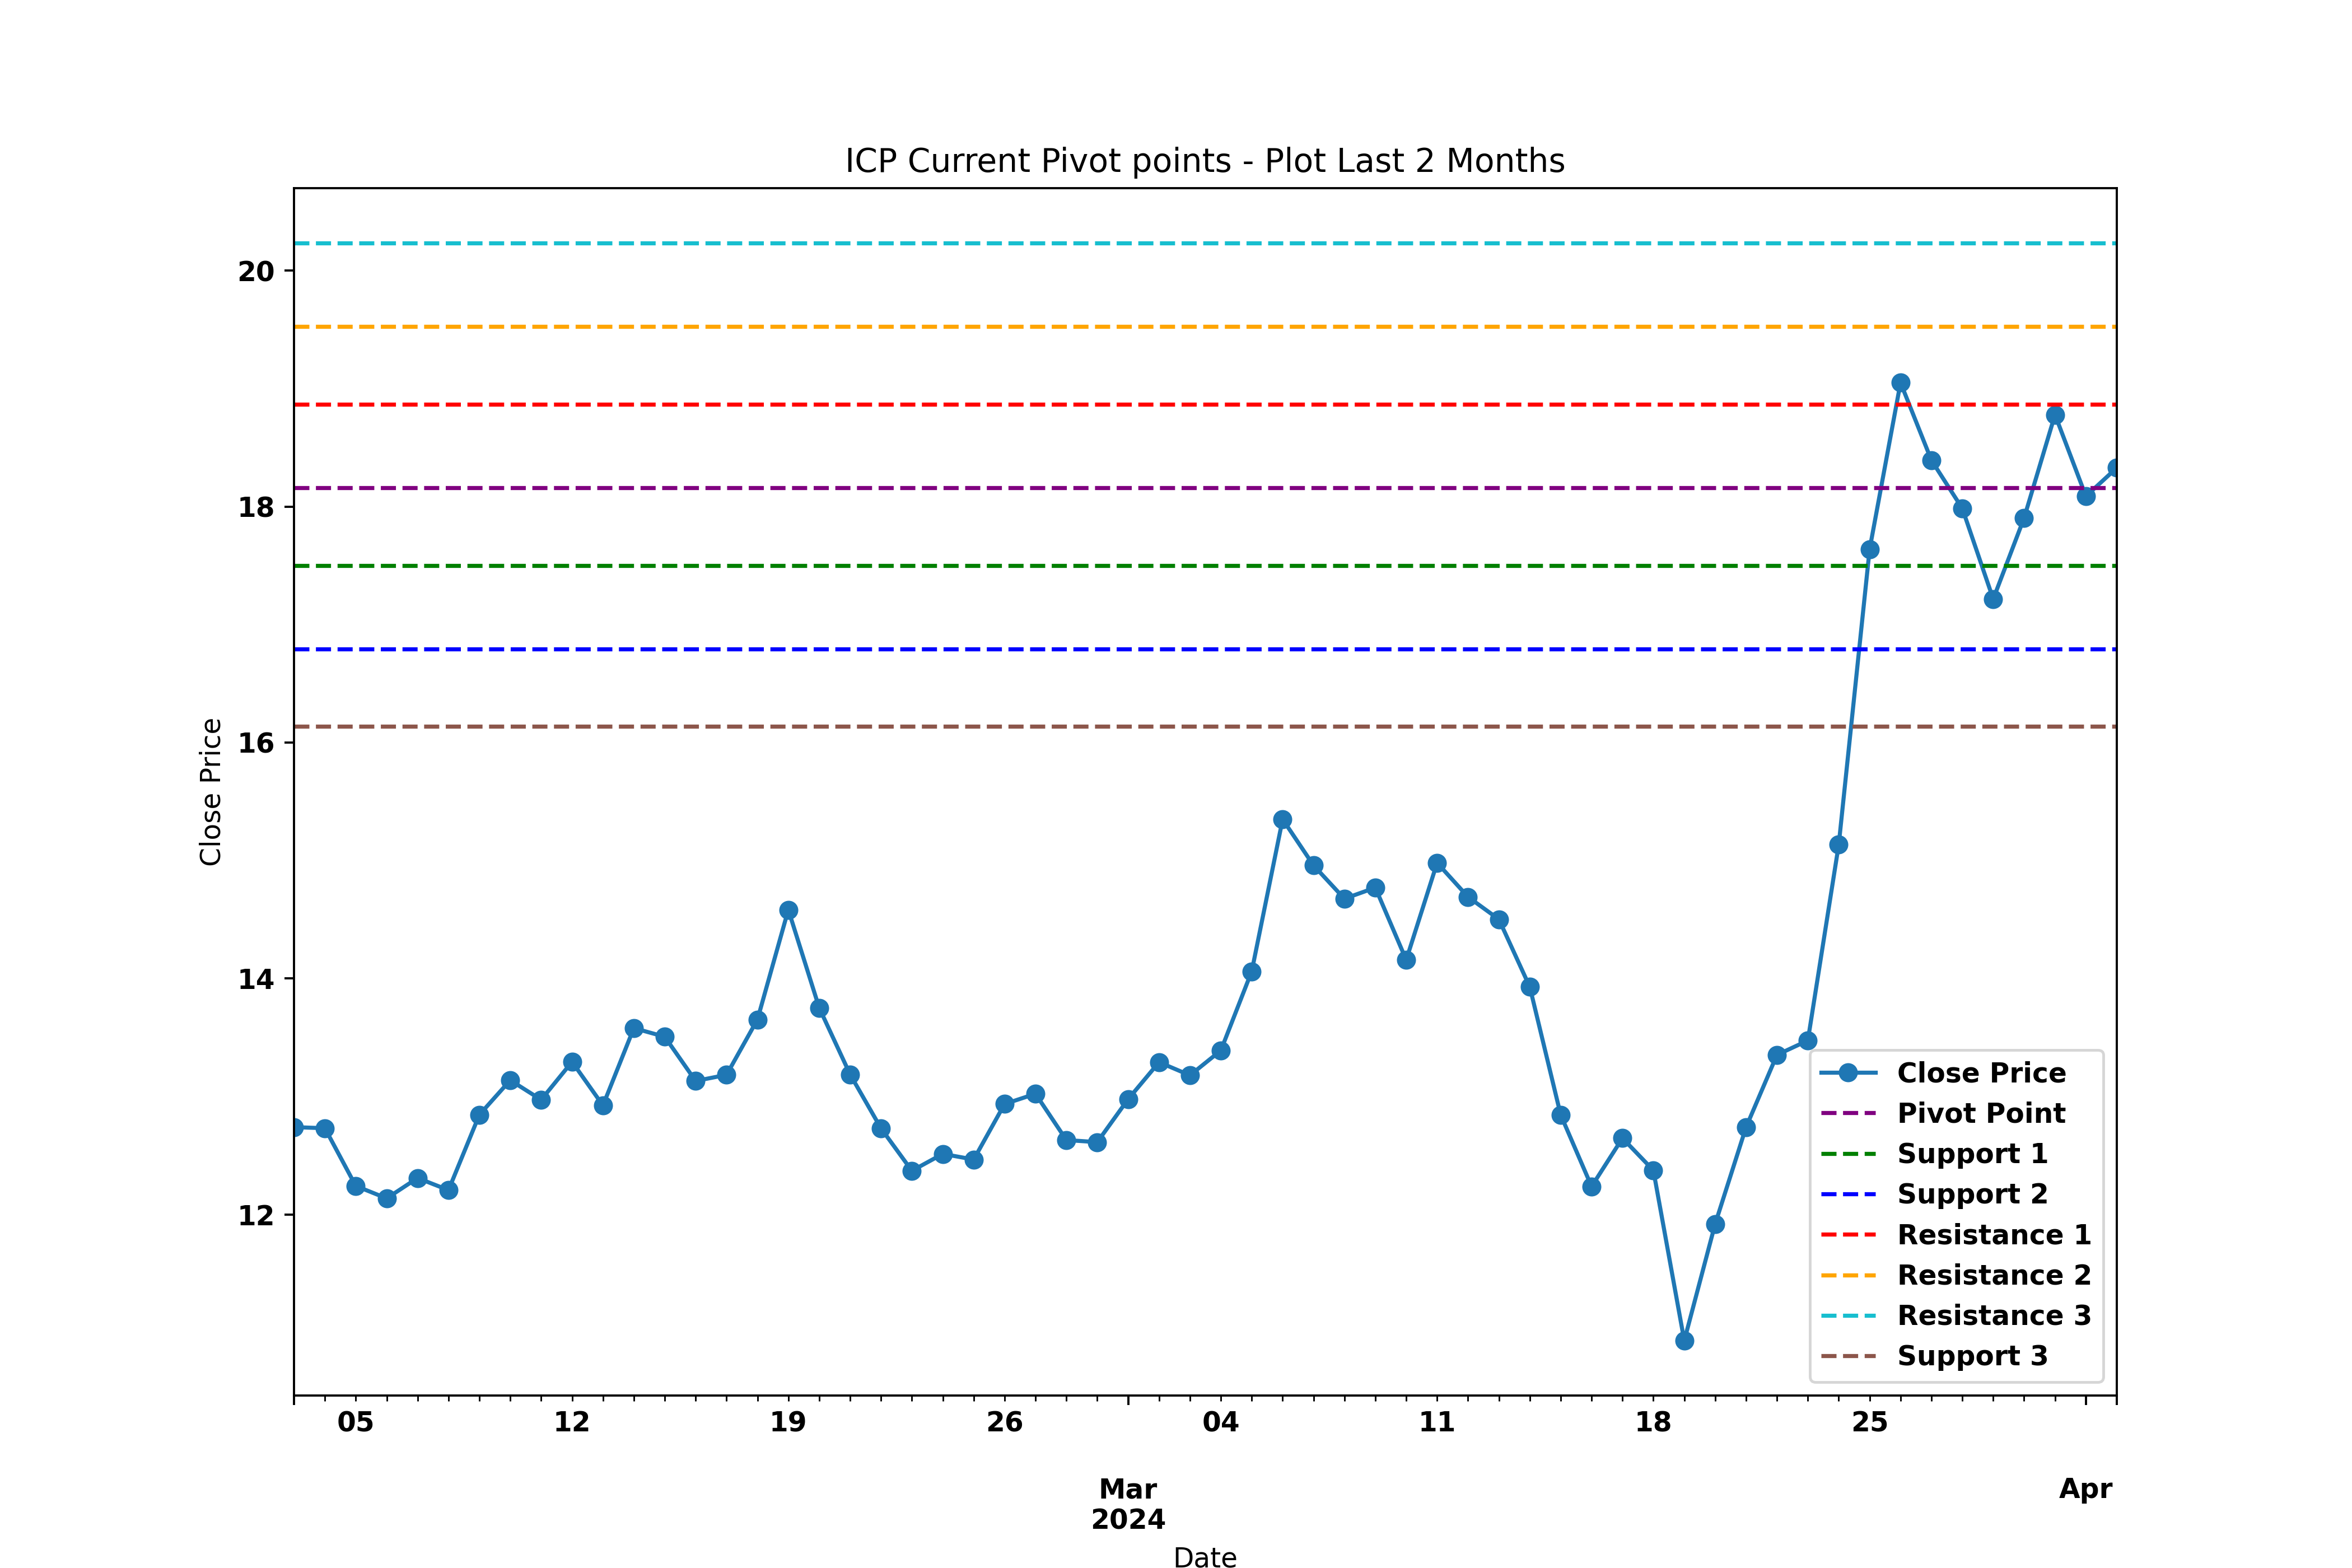 ICP Current Pivot points - Plot Last 2 Months
20
18
16
14
12
Close Price
Close Price
Pivot Point
Support 1
Support 2
Resistance 1
Resistance 2
Resistance 3
Support 3
05 12 19 26 04 11 18 25
Mar Apr
2024
Date